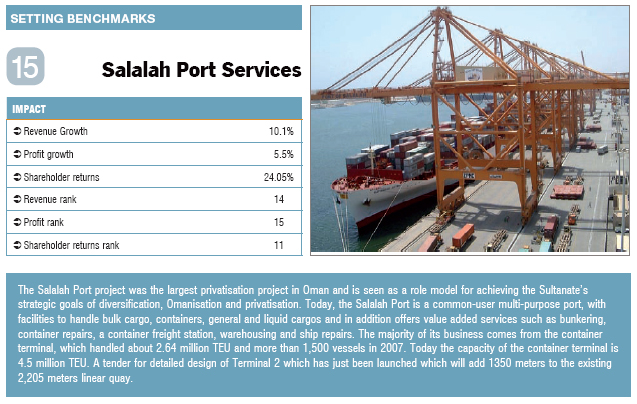 SETTING BENCHMARKS
15
Salalah Port Services
IMPACT
➲ Revenue Growth 10.1%
➲ Profit growth 5.5%
➲ Shareholder returns 24.05%
➲ Revenue rank 14
➲ Profit rank 15
➲ Shareholder returns rank 11
The Salalah Port project was the largest privatisation project in Oman and is seen as a role model for achieving the Sultanate's
strategic goals of diversification, Omanisation and privatisation. Today, the Salalah Port is a common-user multi-purpose port, with
facilities to handle bulk cargo, containers, general and liquid cargos and in addition offers value added services such as bunkering,
container repairs, a container freight station, warehousing and ship repairs. The majority of its business comes from the container
terminal, which handled about 2.64 million TEU and more than 1,500 vessels in 2007. Today the capacity of the container terminal is
4.5 million TEU. A tender for detailed design of Terminal 2 which has just been launched which will add 1350 meters to the existing
2,205 meters linear quay.